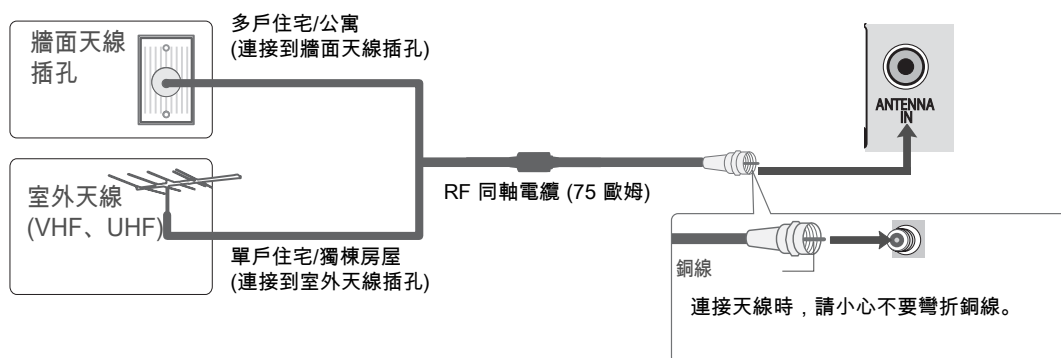 牆面天線
插孔
多戶住宅/公寓
(連接到牆面天線插孔)
ANTENNA
IN
室外天線
(VHF、UHF)
RF 同軸電纜 (75 歐姆)
單戶住宅/獨棟房屋
(連接到室外天線插孔)
銅線
連接天線時，請小心不要彎折銅線。